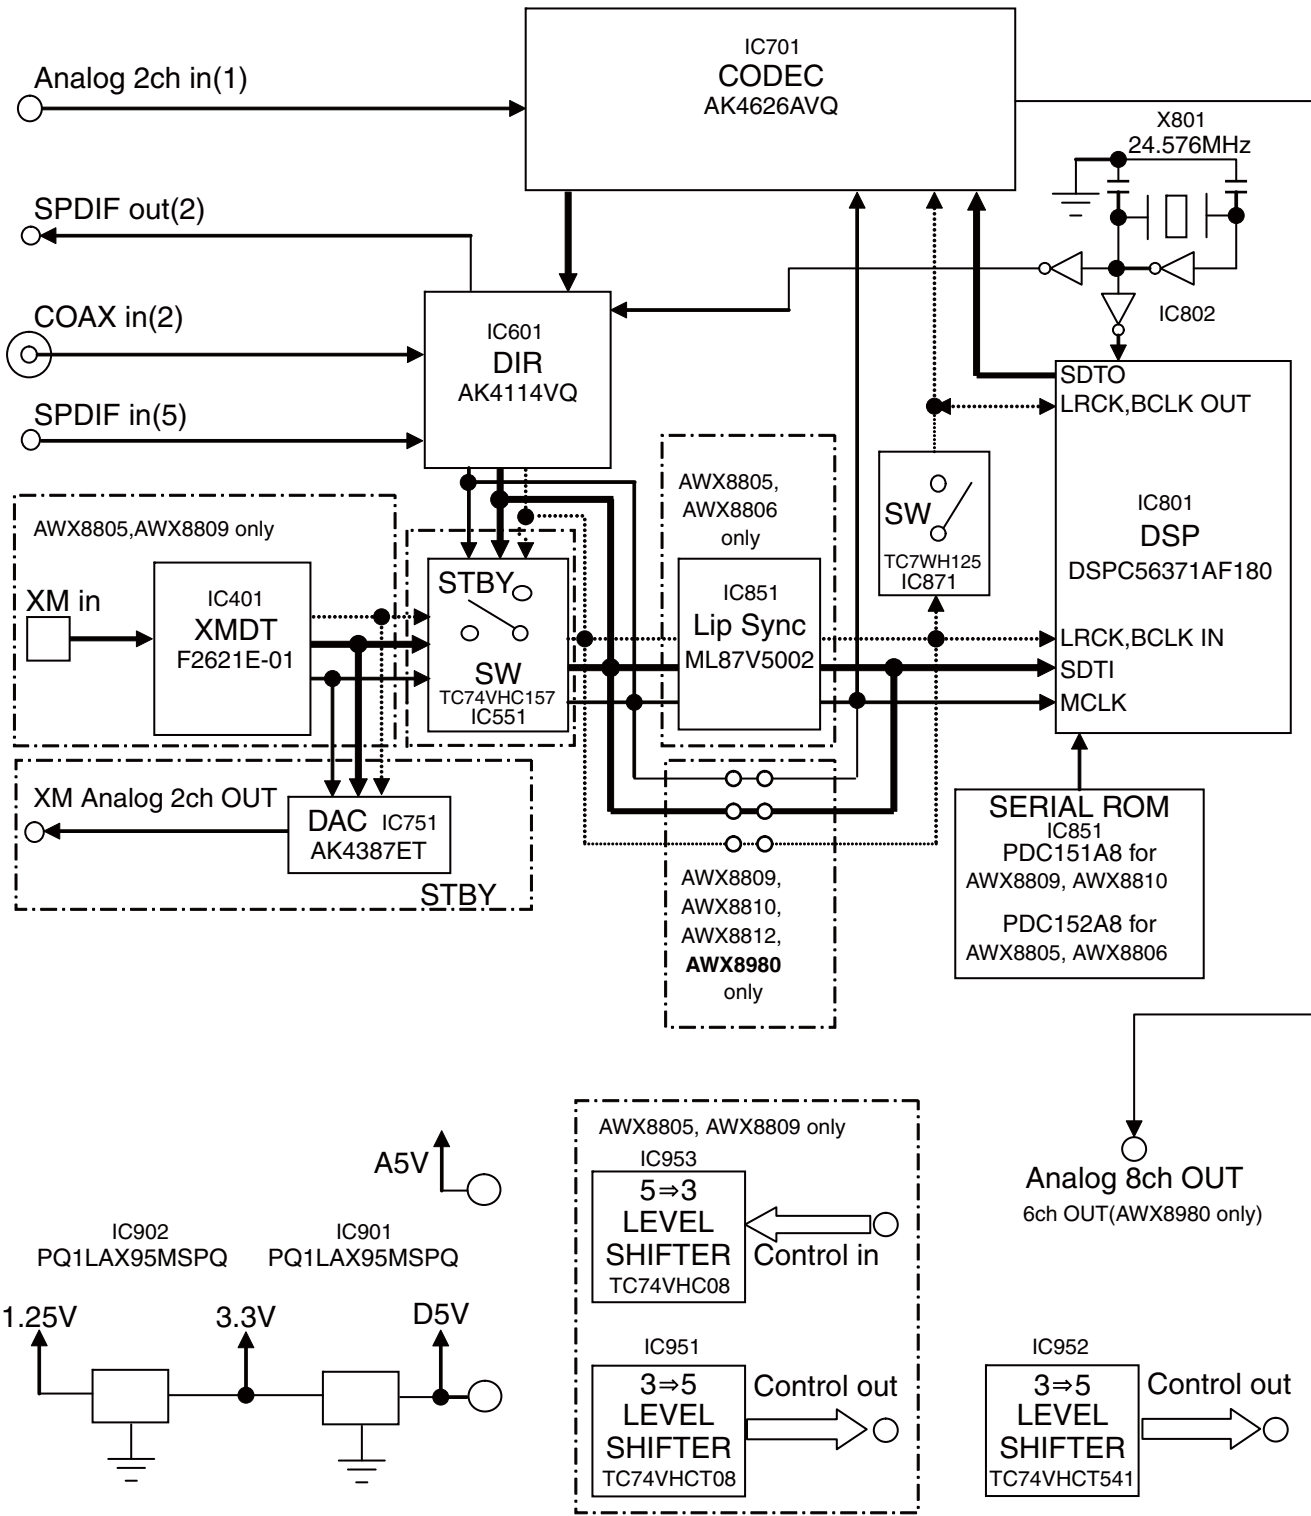 IC701
CODEC
AK4626AVQ
Analog 2ch in(1)
X801
24.576MHz
SPDIF out(2)
COAX in(2)
IC601
DIR
AK4114VQ
IC802
SPDIF in(5)
SDTO
LRCK,BCLK OUT
IC801
DSP
DSPC56371AF180
LRCK,BCLK IN
SDTI
MCLK
AWX8805,
AWX8806
only
SW
TC7WH125
IC871
AWX8805,AWX8809 only
XM in
IC401
XMDT
F2621E-01
STBY
SW
TC74VHC157
IC551
IC851
Lip Sync
ML87V5002
XM Analog 2ch OUT
DAC IC751
AK4387ET
STBY
AWX8809,
AWX8810,
AWX8812,
AWX8980
only
SERIAL ROM
IC851
PDC151A8 for
AWX8809, AWX8810
PDC152A8 for
AWX8805, AWX8806
Analog 8ch OUT
6ch OUT(AWX8980 only)
A5V
IC902
PQ1LAX95MSPQ
IC901
PQ1LAX95MSPQ
1.25V
3.3V
D5V
AWX8805, AWX8809 only
IC953
5⇒3
LEVEL
SHIFTER
TC74VHC08
Control in
IC951
3⇒5
LEVEL
SHIFTER
TC74VHCT08
Control out
IC952
3⇒5
LEVEL
SHIFTER
TC74VHCT541
Control out